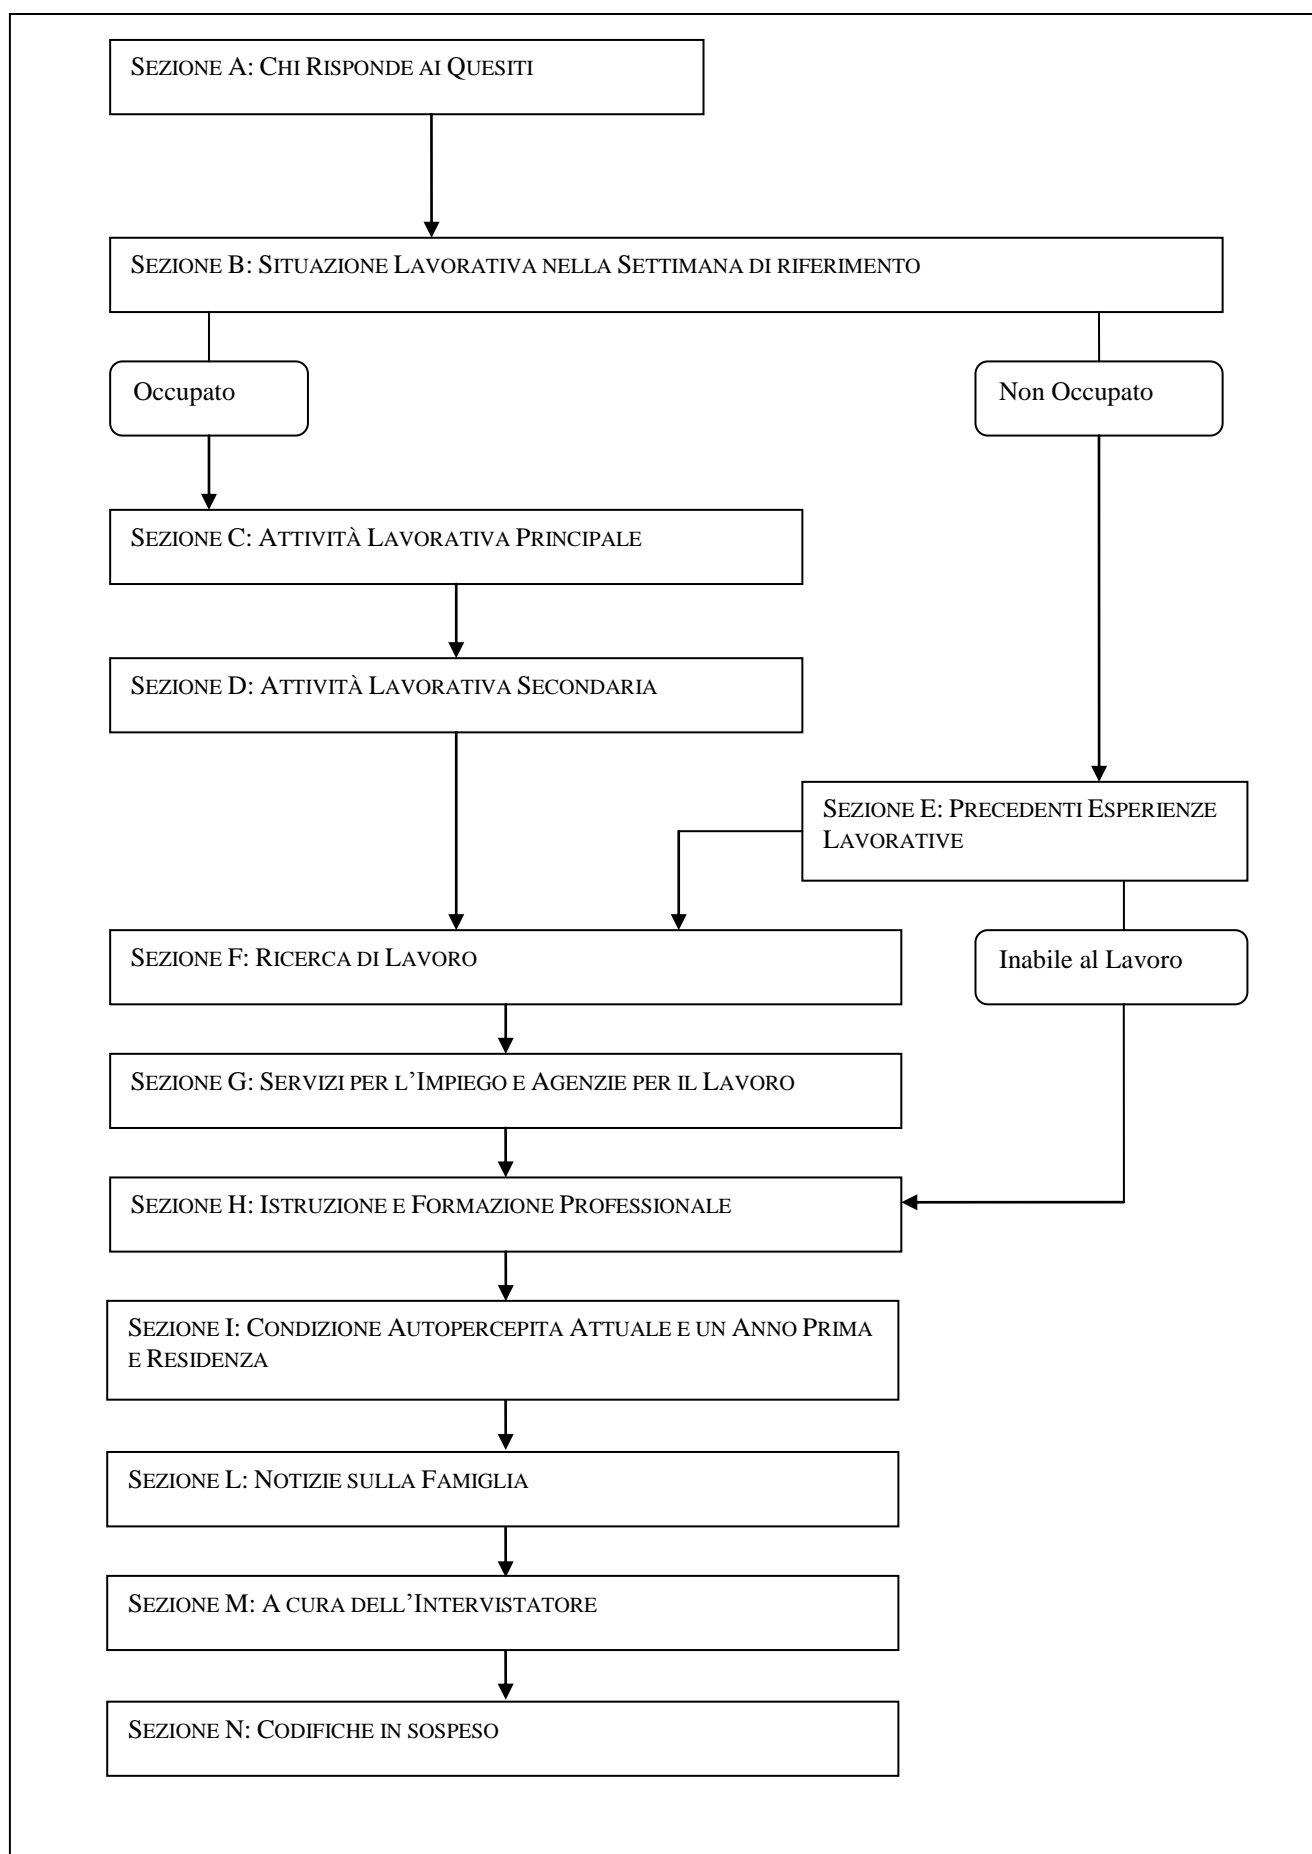 SEZIONE A: CHI RISPONDE AI QUESITI
SEZIONE B: SITUAZIONE LAVORATIVA NELLA SETTIMANA DI RIFERIMENTO
Occupato
Non Occupato
SEZIONE C: ATTIVITÀ LAVORATIVA PRINCIPALE
SEZIONE D: ATTIVITÀ LAVORATIVA SECONDARIA
SEZIONE E: PRECEDENTI ESPERIENZE
LAVORATIVE
SEZIONE F: RICERCA DI LAVORO
Inabile al Lavoro
SEZIONE G: SERVIZI PER L’IMPIEGO E AGENZIE PER IL LAVORO
SEZIONE H: ISTRUZIONE E FORMAZIONE PROFESSIONALE
SEZIONE I: CONDIZIONE AUTOPERCEPITA ATTUALE E UN ANNO PRIMA
E RESIDENZA
SEZIONE L: NOTIZIE SULLA FAMIGLIA
SEZIONE M: A CURA DELL’INTERVISTATORE
SEZIONE N: CODIFICHE IN SOSPESO